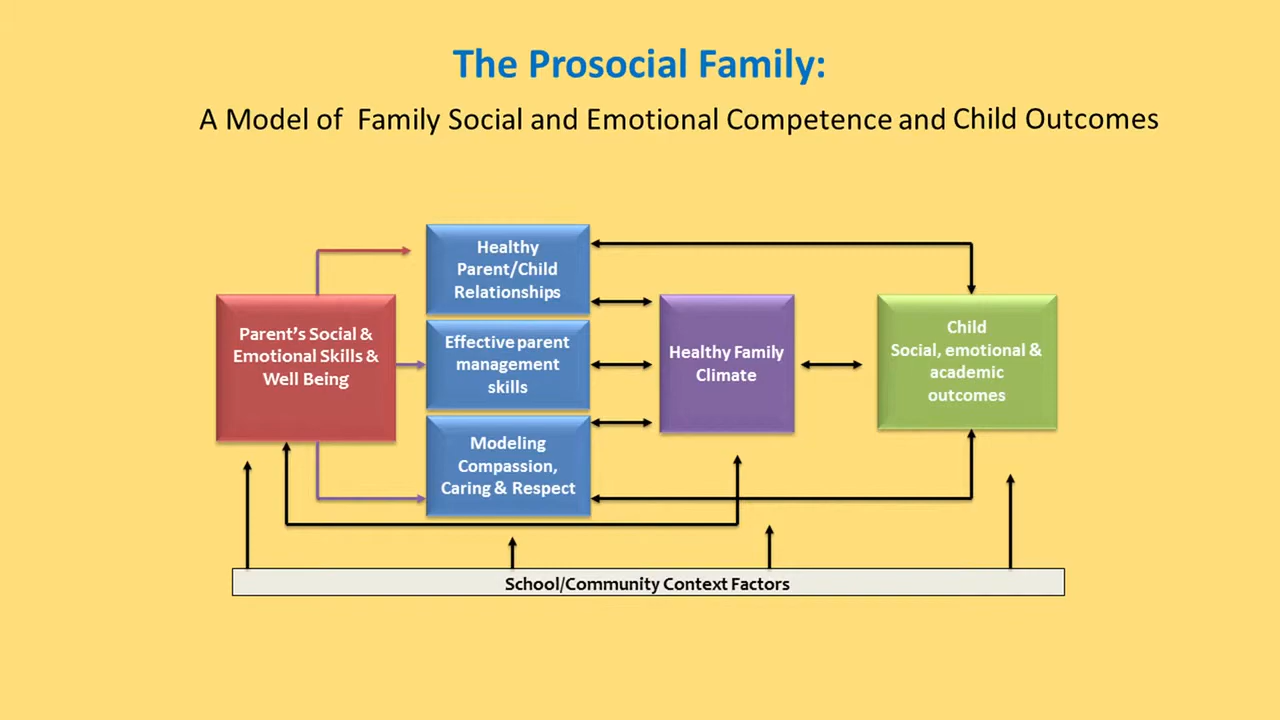 The Prosocial Family:
A Model of Family Social and Emotional Competence and Child Outcomes
Healthy
Parent/Child
Relationships
Parent's Social &
Emotional Skills &
Well Being
Effective parent
management
skills
Healthy Family
Climate
Child
Social, emotional &
academic
outcomes
Modeling
Compassion,
Caring & Respect
School/Community Context Factors